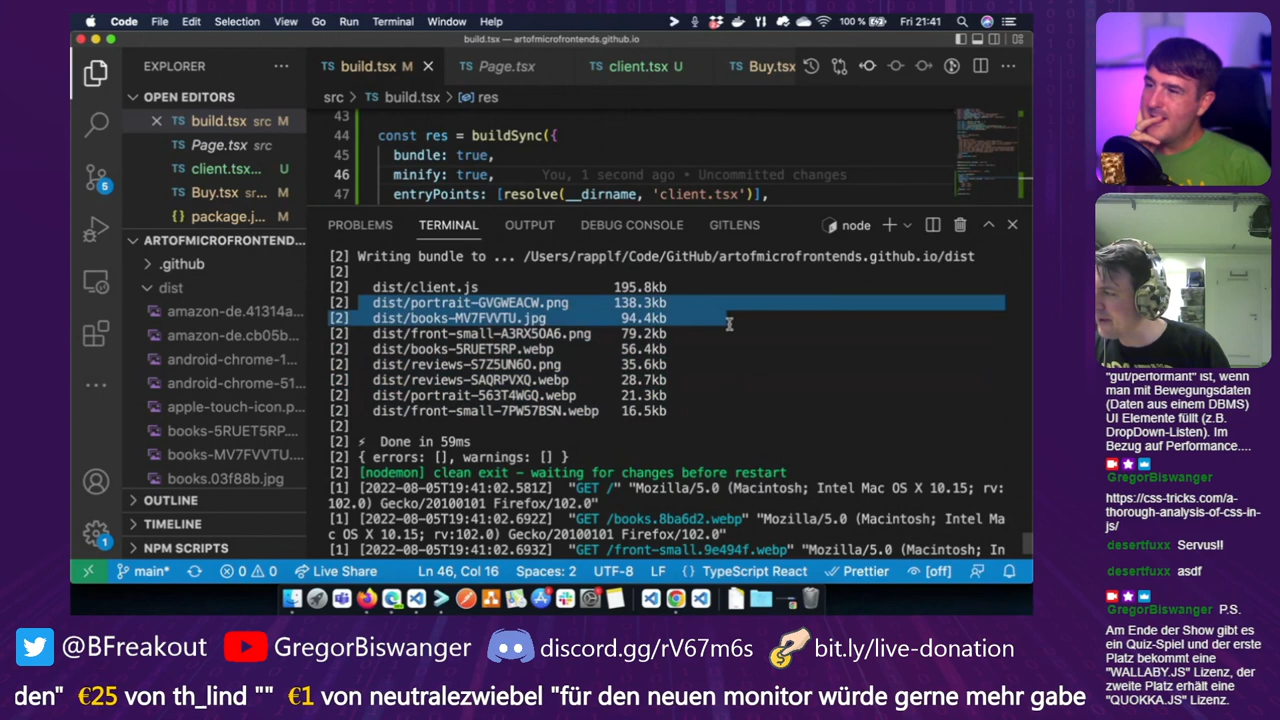 Code File Edit Selection View Go Run Terminal Window Help
100 % Fri 21:41
build.tsx — artofmicrofrontends.github.io
EXPLORER
OPEN EDITORS
TS build.tsx src M
TS Page.tsx src
TS client.tsx... U
TS Buy.tsx ... M
{} package.j... M
ARTOFMICROFRONTEND...
.github
dist
amazon-de.41314a...
amazon-de.cb05b...
android-chrome-1...
android-chrome-51...
apple-touch-icon.p...
books-5RUET5RP....
books-MV7FVVTU....
books.03f88b.jpg
OUTLINE
TIMELINE
NPM SCRIPTS
5
1
TS build.tsx M
TS Page.tsx
TS client.tsx U
TS Buy.tsx
src > TS build.tsx > res
43
44 const res = buildSync({
45 bundle: true,
46 minify: true, You, 1 second ago • Uncommitted changes
47 entryPoints: [resolve(__dirname, 'client.tsx')],
PROBLEMS TERMINAL OUTPUT DEBUG CONSOLE GITLENS node
[2] Writing bundle to ... /Users/rapplf/Code/GitHub/artofmicrofrontends.github.io/dist
[2]
[2] dist/client.js 195.8kb
[2] dist/portrait-GVGWEACW.png 138.3kb
[2] dist/books-MV7FVVTU.jpg 94.4kb
[2] dist/front-small-A3RX5OA6.png 79.2kb
[2] dist/books-5RUET5RP.webp 56.4kb
[2] dist/reviews-S7Z5UN6O.png 35.6kb
[2] dist/reviews-SAQRPVXQ.webp 28.7kb
[2] dist/portrait-563T4WGQ.webp 21.3kb
[2] dist/front-small-7PW57BSN.webp 16.5kb
[2]
[2] ⚡ Done in 59ms
[2] { errors: [], warnings: [] }
[2] [nodemon] clean exit - waiting for changes before restart
[1] [2022-08-05T19:41:02.581Z] "GET /" "Mozilla/5.0 (Macintosh; Intel Mac OS X 10.15; rv:
102.0) Gecko/20100101 Firefox/102.0"
[1] [2022-08-05T19:41:02.692Z] "GET /books.8ba6d2.webp" "Mozilla/5.0 (Macintosh; Intel Ma
c OS X 10.15; rv:102.0) Gecko/20100101 Firefox/102.0"
[1] [2022-08-05T19:41:02.693Z] "GET /front-small.9e494f.webp" "Mozilla/5.0 (Macintosh; In
main* 0 0 Live Share Ln 46, Col 16 Spaces: 2 UTF-8 LF {} TypeScript React Prettier [off]
"gut/performant" ist, wenn
man mit Bewegungsdaten
(Daten aus einem DBMS)
UI Elemente füllt (z.B.
DropDown-Listen). Im
Bezug auf Performance....
GregorBiswanger
https://css-tricks.com/a-
thorough-analysis-of-css-in-
js/
desertfuxx Servus!!
desertfuxx asdf
GregorBiswanger P.S.
Am Ende der Show gibt es
ein Quiz-Spiel und der erste
Platz bekommt eine
"WALLABY.JS" Lizenz, der
zweite Platz erhält eine
"QUOKKA.JS" Lizenz.
@BFreakout GregorBiswanger discord.gg/rV67m6s bit.ly/live-donation
den" €25 von th_lind "" €1 von neutralezwiebel "für den neuen monitor würde gerne mehr gabe